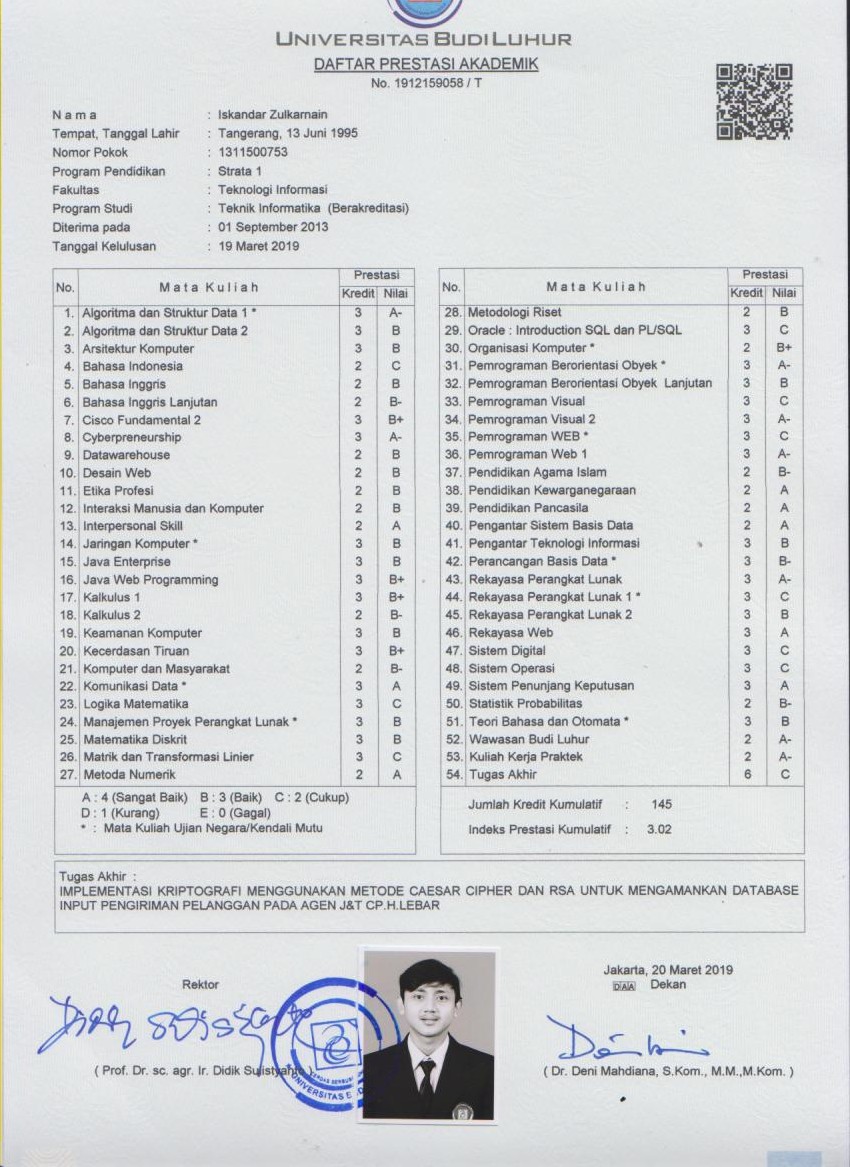 UNIVERSITAS BUDI LUHUR
DAFTAR PRESTASI AKADEMIK
No. 1912159058 / T
N a m a : Iskandar Zulkarnain
Tempat, Tanggal Lahir : Tangerang, 13 Juni 1995
Nomor Pokok : 1311500753
Program Pendidikan : Strata 1
Fakultas : Teknologi Informasi
Program Studi : Teknik Informatika (Berakreditasi)
Diterima pada : 01 September 2013
Tanggal Kelulusan : 19 Maret 2019
No. Mata Kuliah Prestasi
Kredit Nilai
1. Algoritma dan Struktur Data 1 * 3 A-
2. Algoritma dan Struktur Data 2 3 B
3. Arsitektur Komputer 3 B
4. Bahasa Indonesia 2 C
5. Bahasa Inggris 2 B
6. Bahasa Inggris Lanjutan 2 B-
7. Cisco Fundamental 2 3 B+
8. Cyberpreneurship 3 A-
9. Datawarehouse 2 B
10. Desain Web 2 B
11. Etika Profesi 2 B
12. Interaksi Manusia dan Komputer 2 B
13. Interpersonal Skill 2 A
14. Jaringan Komputer * 3 B
15. Java Enterprise 3 B
16. Java Web Programming 3 B+
17. Kalkulus 1 3 B+
18. Kalkulus 2 2 B-
19. Keamanan Komputer 3 B
20. Kecerdasan Tiruan 3 B+
21. Komputer dan Masyarakat 2 B-
22. Komunikasi Data * 3 A
23. Logika Matematika 3 C
24. Manajemen Proyek Perangkat Lunak * 3 B
25. Matematika Diskrit 3 B
26. Matrik dan Transformasi Linier 3 C
27. Metoda Numerik 2 A
A : 4 (Sangat Baik) B : 3 (Baik) C : 2 (Cukup)
D : 1 (Kurang) E : 0 (Gagal)
* : Mata Kuliah Ujian Negara/Kendali Mutu
No. Mata Kuliah Prestasi
Kredit Nilai
28. Metodologi Riset 2 B
29. Oracle : Introduction SQL dan PL/SQL 3 C
30. Organisasi Komputer * 2 B+
31. Pemrograman Berorientasi Obyek * 3 A-
32. Pemrograman Berorientasi Obyek Lanjutan 3 B
33. Pemrograman Visual 3 C
34. Pemrograman Visual 2 3 A-
35. Pemrograman WEB * 3 C
36. Pemrograman Web 1 3 A-
37. Pendidikan Agama Islam 2 B-
38. Pendidikan Kewarganegaraan 2 A
39. Pendidikan Pancasila 2 A
40. Pengantar Sistem Basis Data 2 A
41. Pengantar Teknologi Informasi 3 B
42. Perancangan Basis Data * 3 B-
43. Rekayasa Perangkat Lunak 3 A-
44. Rekayasa Perangkat Lunak 1 * 3 C
45. Rekayasa Perangkat Lunak 2 3 B
46. Rekayasa Web 3 A
47. Sistem Digital 3 C
48. Sistem Operasi 3 C
49. Sistem Penunjang Keputusan 3 A
50. Statistik Probabilitas 2 B-
51. Teori Bahasa dan Otomata * 3 B
52. Wawasan Budi Luhur 2 A-
53. Kuliah Kerja Praktek 2 A-
54. Tugas Akhir 6 C
Jumlah Kredit Kumulatif : 145
Indeks Prestasi Kumulatif : 3.02
Tugas Akhir :
IMPLEMENTASI KRIPTOGRAFI MENGGUNAKAN METODE CAESAR CIPHER DAN RSA UNTUK MENGAMANKAN DATABASE
INPUT PENGIRIMAN PELANGGAN PADA AGEN J&T CP.H.LEBAR
Rektor
( Prof. Dr. sc. agr. Ir. Didik Sulistyanto )
UNIVERSITAS
Jakarta, 20 Maret 2019
DAA Dekan
( Dr. Deni Mahdiana, S.Kom., M.M.,M.Kom. )